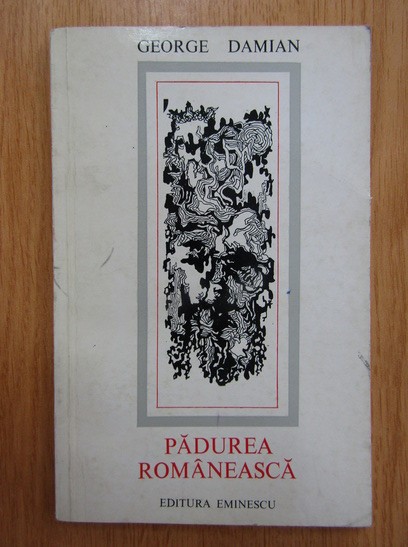 GEORGE DAMIAN
PĂDUREA
ROMÂNEASCĂ
EDITURA EMINESCU